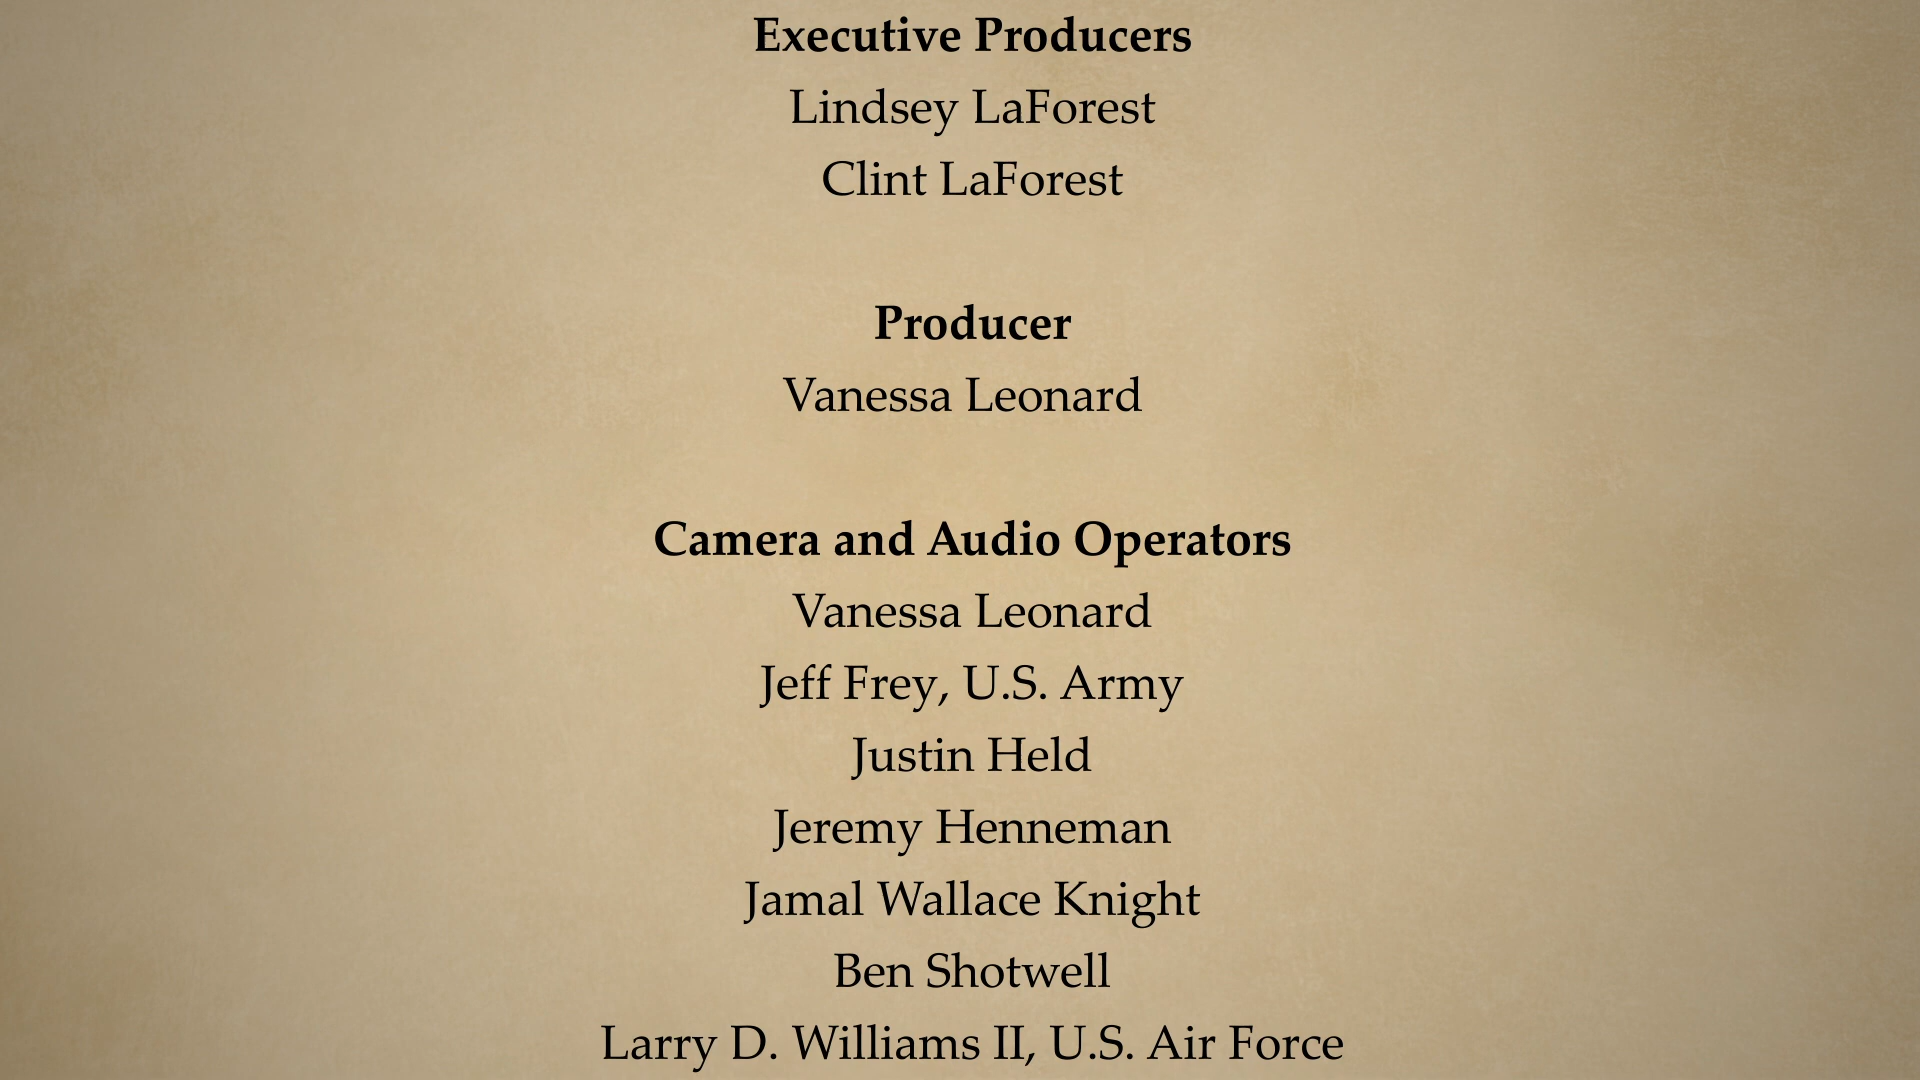 Executive Producers
Lindsey LaForest
Clint LaForest
Producer
Vanessa Leonard
Camera and Audio Operators
Vanessa Leonard
Jeff Frey, U.S. Army
Justin Held
Jeremy Henneman
Jamal Wallace Knight
Ben Shotwell
Larry D. Williams II, U.S. Air Force